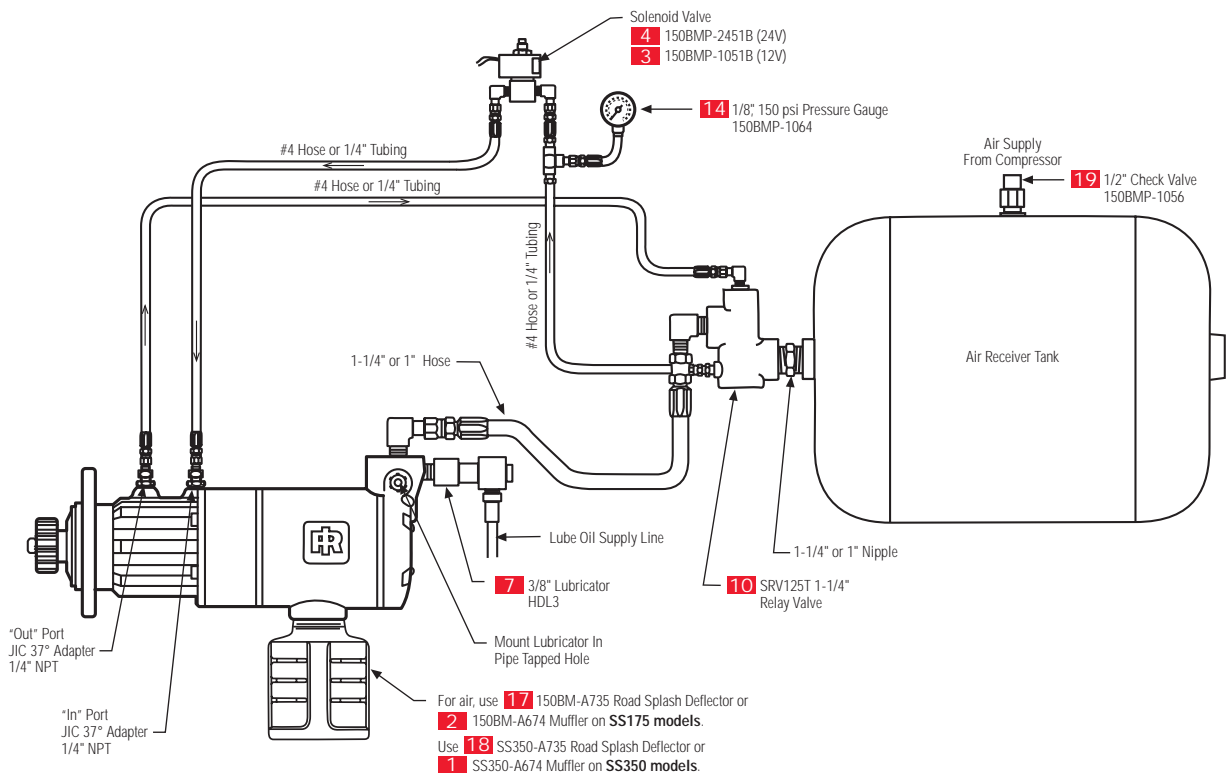 Solenoid Valve
4 150BMP-2451B (24V)
3 150BMP-1051B (12V)
14 1/8", 150 psi Pressure Gauge
150BMP-1064
Air Supply
From Compressor
19 1/2" Check Valve
150BMP-1056
#4 Hose or 1/4" Tubing
#4 Hose or 1/4" Tubing
#4 Hose or 1/4" Tubing
1-1/4" or 1" Hose
Air Receiver Tank
IR
Lube Oil Supply Line
1-1/4" or 1" Nipple
7 3/8" Lubricator
HDL3
10 SRV125T 1-1/4"
Relay Valve
"Out" Port
JIC 37° Adapter
1/4" NPT
Mount Lubricator In
Pipe Tapped Hole
"In" Port
JIC 37° Adapter
1/4" NPT
For air, use 17 150BM-A735 Road Splash Deflector or
2 150BM-A674 Muffler on SS175 models.
Use 18 SS350-A735 Road Splash Deflector or
1 SS350-A674 Muffler on SS350 models.